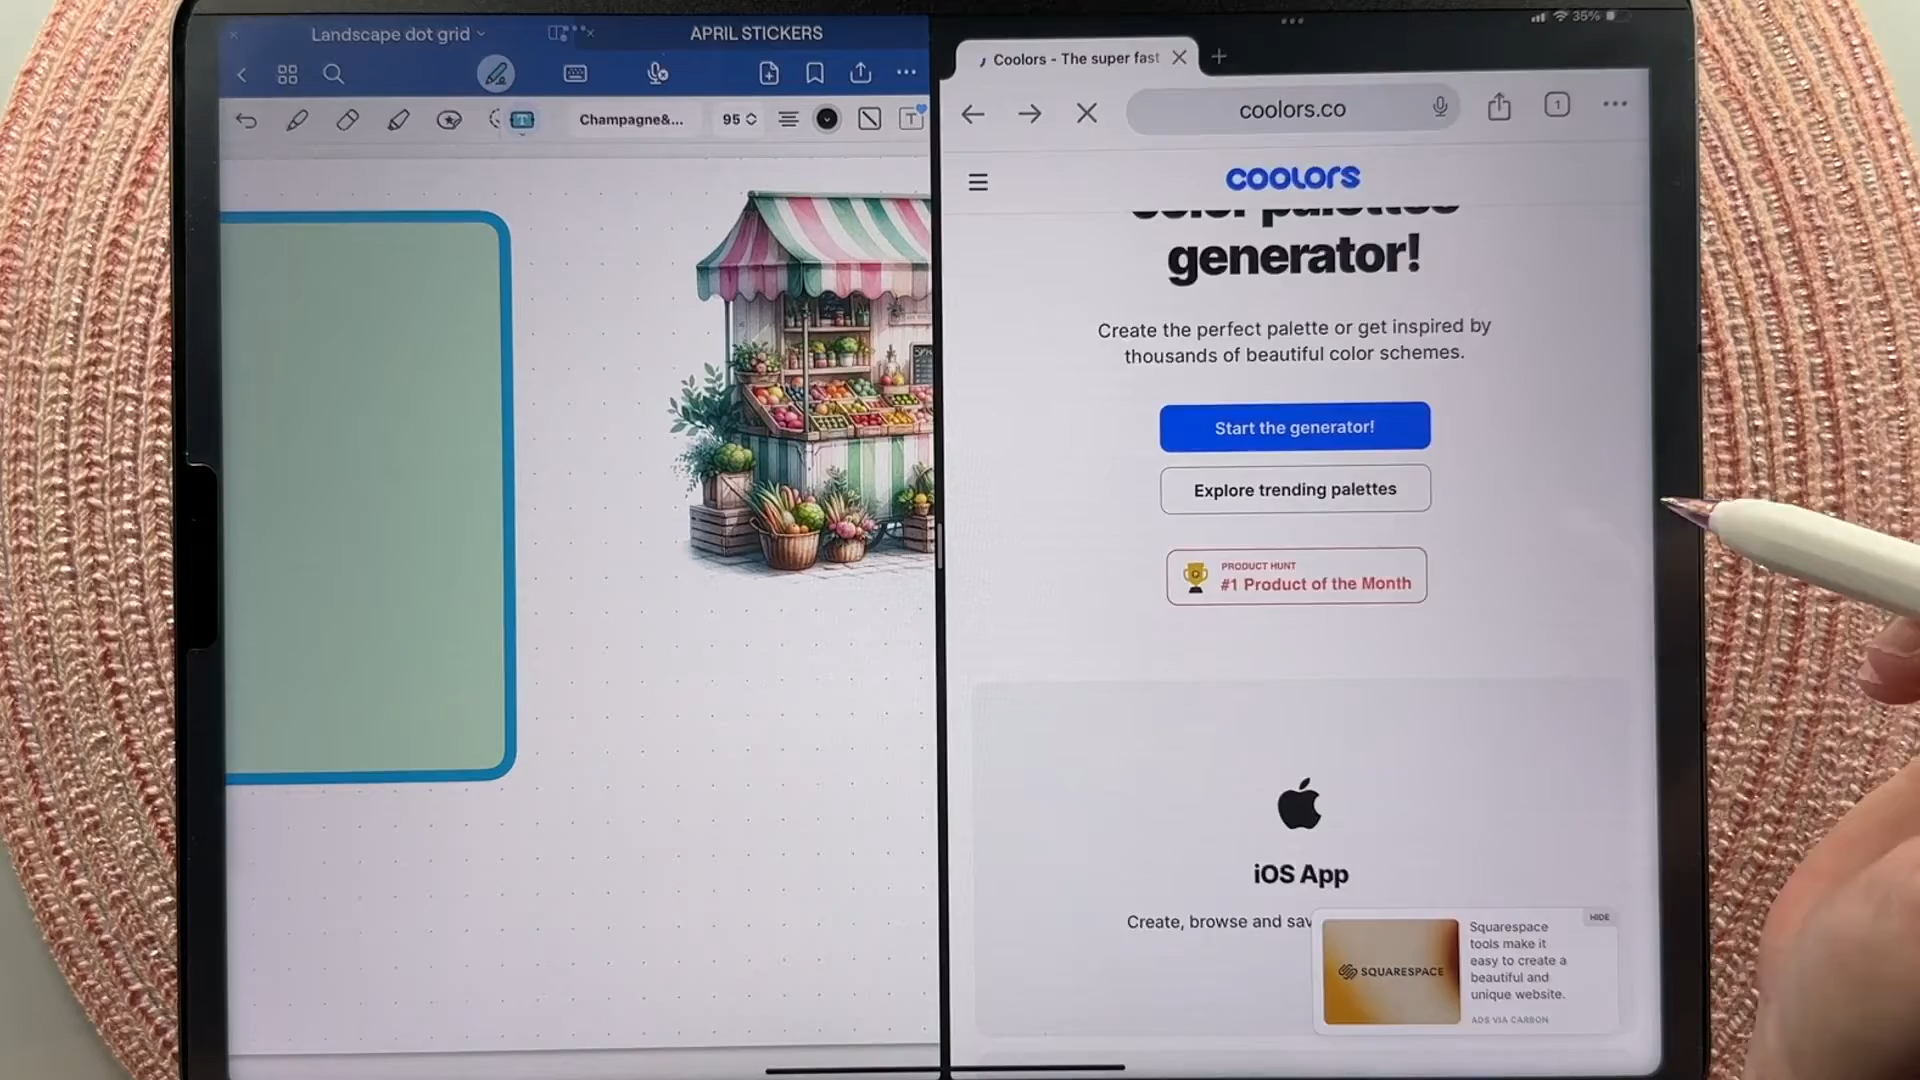 Landscape dot grid
APRIL STICKERS
Champagne&...
95
35%
Coolors - The super fast
coolors.co
1
coolors
color palettes
generator!
Create the perfect palette or get inspired by
thousands of beautiful color schemes.
Start the generator!
Explore trending palettes
PRODUCT HUNT
#1 Product of the Month
iOS App
Create, browse and sav
HIDE
SQUARESPACE
Squarespace
tools make it
easy to create a
beautiful and
unique website.
ADS VIA CARBON